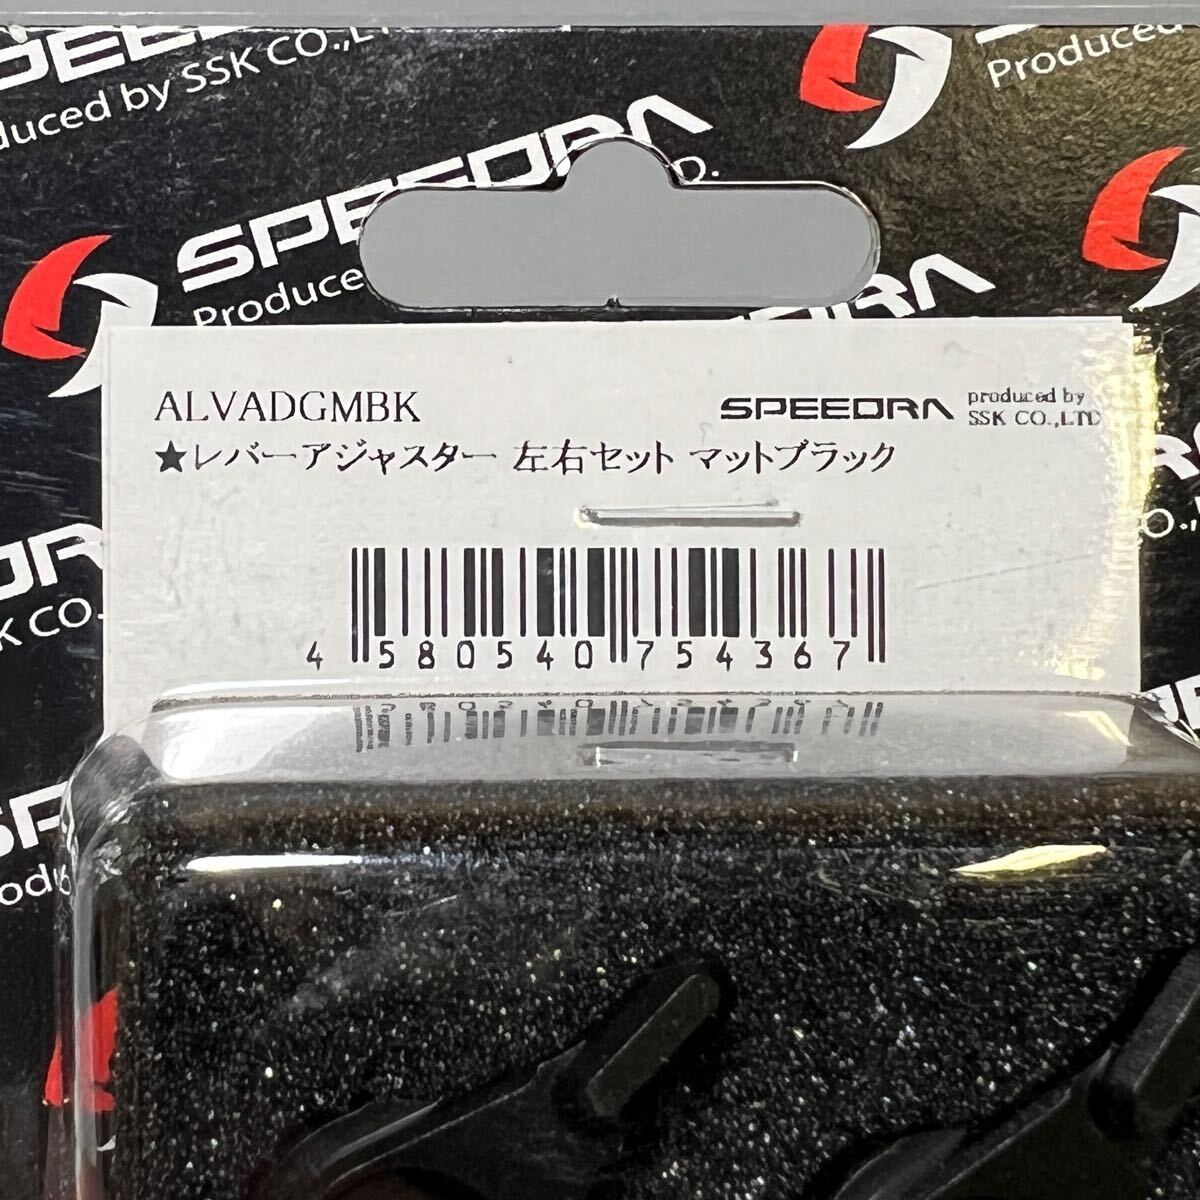 Produced by SSK CO.,
SPEEDRA
Produce
Produced
ALVADGMBK
SPEEDRA produced by
SSK CO.,LTD
★レバーアジャスター 左右セット マットブラック
4 580540 754367